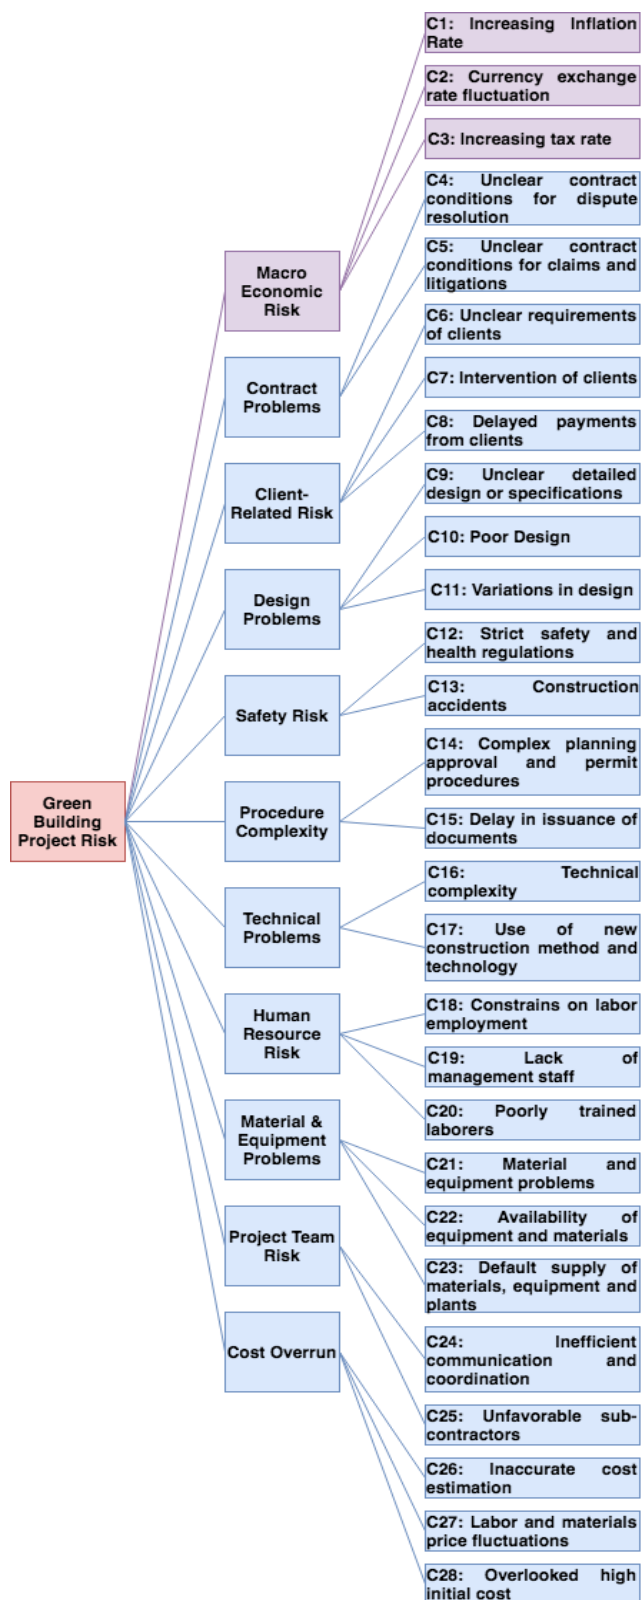 C1: Increasing Inflation
Rate
C2: Currency exchange
rate fluctuation
C3: Increasing tax rate
C4: Unclear contract
conditions for dispute
resolution
Macro
Economic
Risk
C5: Unclear contract
conditions for claims and
litigations
C6: Unclear requirements
of clients
Contract
Problems
C7: Intervention of clients
C8: Delayed payments
from clients
Client-
Related Risk
C9: Unclear detailed
design or specifications
C10: Poor Design
Design
Problems
C11: Variations in design
C12: Strict safety and
health regulations
Safety Risk
C13: Construction
accidents
C14: Complex planning
approval and permit
procedures
Green
Building
Project Risk
Procedure
Complexity
C15: Delay in issuance of
documents
C16: Technical
complexity
Technical
Problems
C17: Use of new
construction method and
technology
Human
Resource
Risk
C18: Constrains on labor
employment
C19: Lack of
management staff
C20: Poorly trained
laborers
Material &
Equipment
Problems
C21: Material and
equipment problems
C22: Availability of
equipment and materials
Project Team
Risk
C23: Default supply of
materials, equipment and
plants
Cost Overrun
C24: Inefficient
communication and
coordination
C25: Unfavorable sub-
contractors
C26: Inaccurate cost
estimation
C27: Labor and materials
price fluctuations
C28: Overlooked high
initial cost